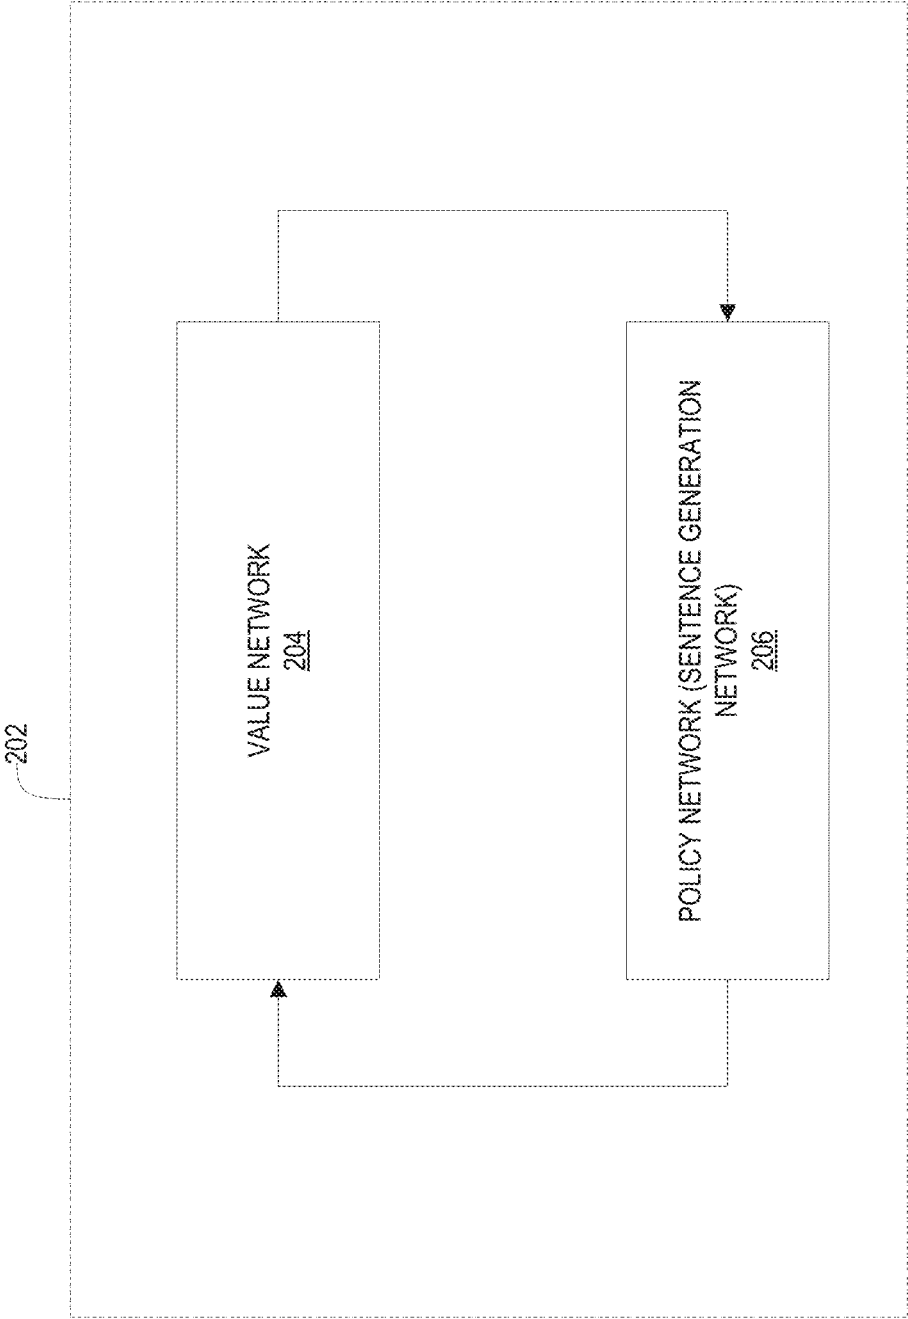 202
VALUE NETWORK
204
POLICY NETWORK (SENTENCE GENERATION
NETWORK)
206